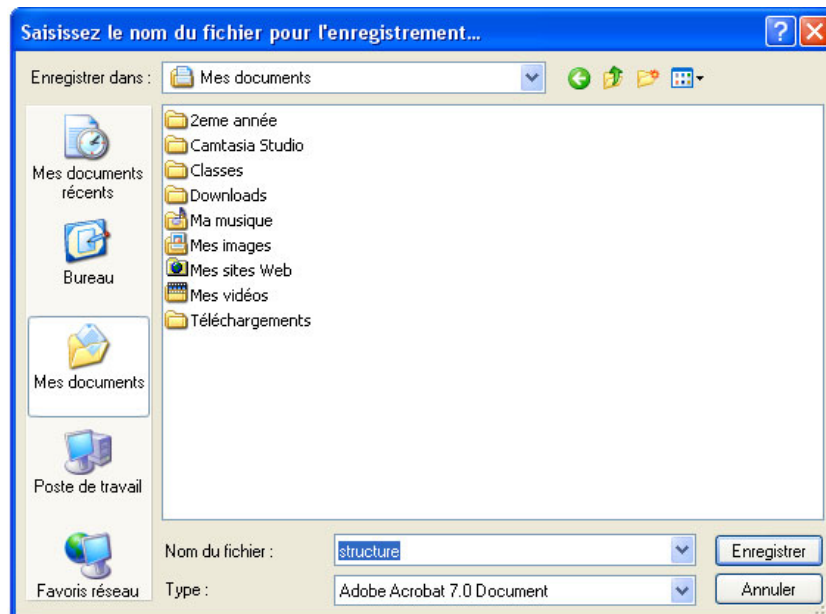 Saisissez le nom du fichier pour l'enregistrement...
Enregistrer dans :
Mes documents
Mes documents
récents
Bureau
Mes documents
Poste de travail
Favoris réseau
2eme année
Camtasia Studio
Classes
Downloads
Ma musique
Mes images
Mes sites Web
Mes vidéos
Téléchargements
Nom du fichier :
structure
Enregistrer
Type :
Adobe Acrobat 7.0 Document
Annuler